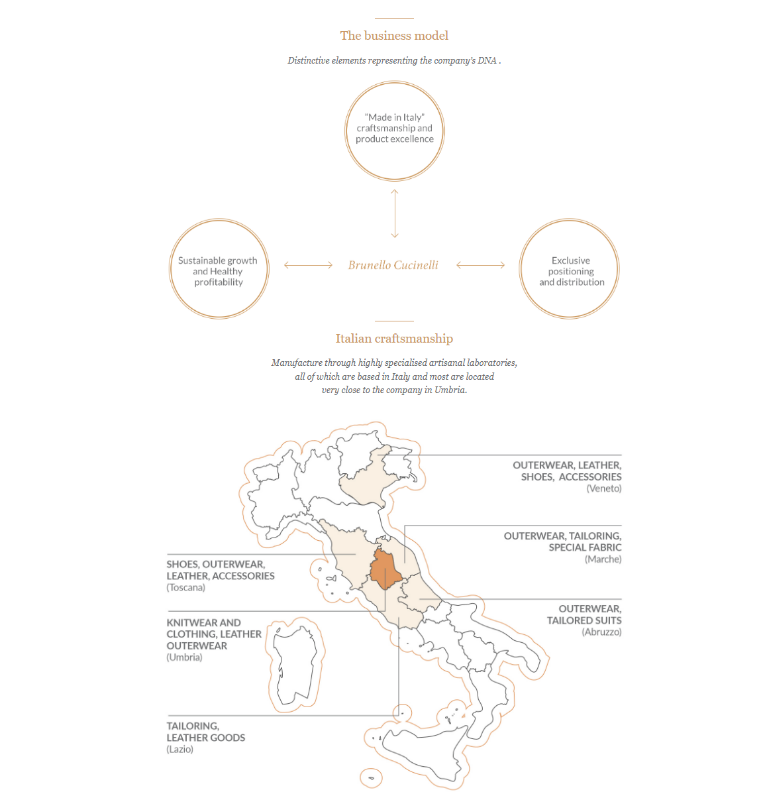 The business model
Distinctive elements representing the company's DNA .
"Made in Italy"
craftsmanship and
product excellence
Sustainable growth
and Healthy
profitability
Brunello Cucinelli
Exclusive
positioning
and distribution
Italian craftsmanship
Manufacture through highly specialised artisanal laboratories,
all of which are based in Italy and most are located
very close to the company in Umbria.
OUTERWEAR, LEATHER,
SHOES, ACCESSORIES
(Veneto)
OUTERWEAR, TAILORING,
SPECIAL FABRIC
(Marche)
SHOES, OUTERWEAR,
LEATHER, ACCESSORIES
(Toscana)
OUTERWEAR,
TAILORED SUITS
(Abruzzo)
KNITWEAR AND
CLOTHING, LEATHER
OUTERWEAR
(Umbria)
TAILORING,
LEATHER GOODS
(Lazio)